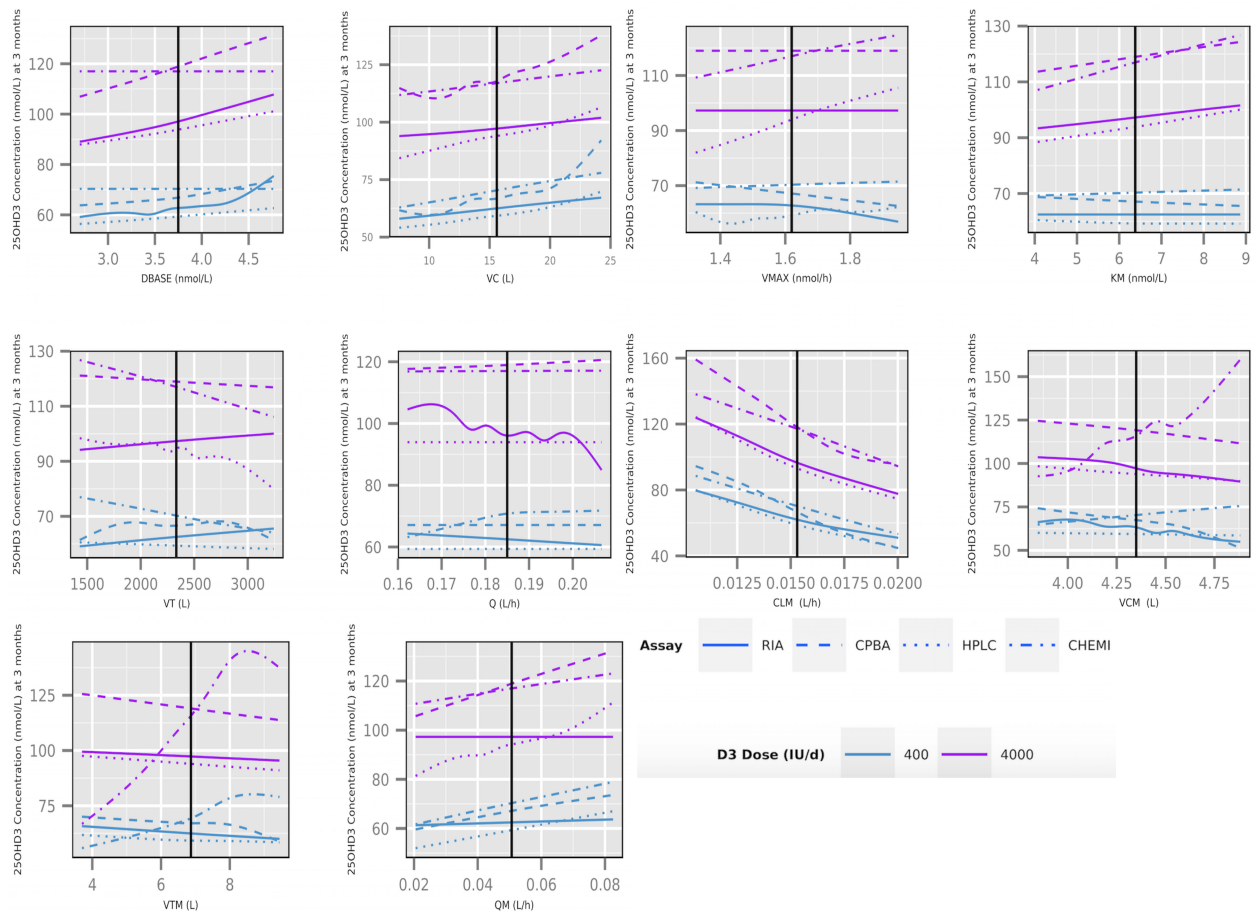 25OHD3 Concentration (nmol/L) at 3 months
120
100
80
60
3.0 3.5 4.0 4.5
DBASE (nmol/L)
25OHD3 Concentration (nmol/L) at 3 months
125
100
75
50
10 15 20 25
VC (L)
25OHD3 Concentration (nmol/L) at 3 months
110
90
70
1.4 1.6 1.8
VMAX (nmol/h)
25OHD3 Concentration (nmol/L) at 3 months
130
110
90
70
4 5 6 7 8 9
KM (nmol/L)
25OHD3 Concentration (nmol/L) at 3 months
130
110
90
70
1500 2000 2500 3000
VT (L)
25OHD3 Concentration (nmol/L) at 3 months
120
100
80
60
0.16 0.17 0.18 0.19 0.20
Q (L/h)
25OHD3 Concentration (nmol/L) at 3 months
160
120
80
40
0.0125 0.0150 0.0175 0.0200
CLM (L/h)
25OHD3 Concentration (nmol/L) at 3 months
150
125
100
75
50
4.00 4.25 4.50 4.75
VCM (L)
25OHD3 Concentration (nmol/L) at 3 months
125
100
75
4 6 8
VTM (L)
25OHD3 Concentration (nmol/L) at 3 months
120
100
80
60
0.02 0.04 0.06 0.08
QM (L/h)
Assay RIA CPBA HPLC CHEMI
D3 Dose (IU/d) 400 4000